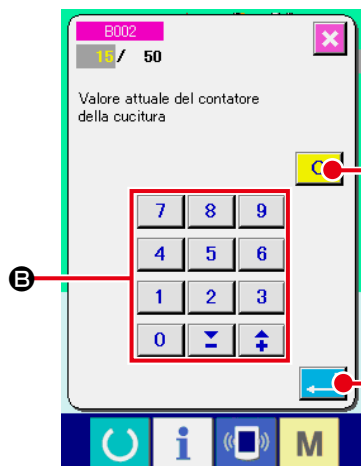 B002
15/ 50
Valore attuale del contatore
della cucitura
C
7 8 9
4 5 6
B
1 2 3
0
i M